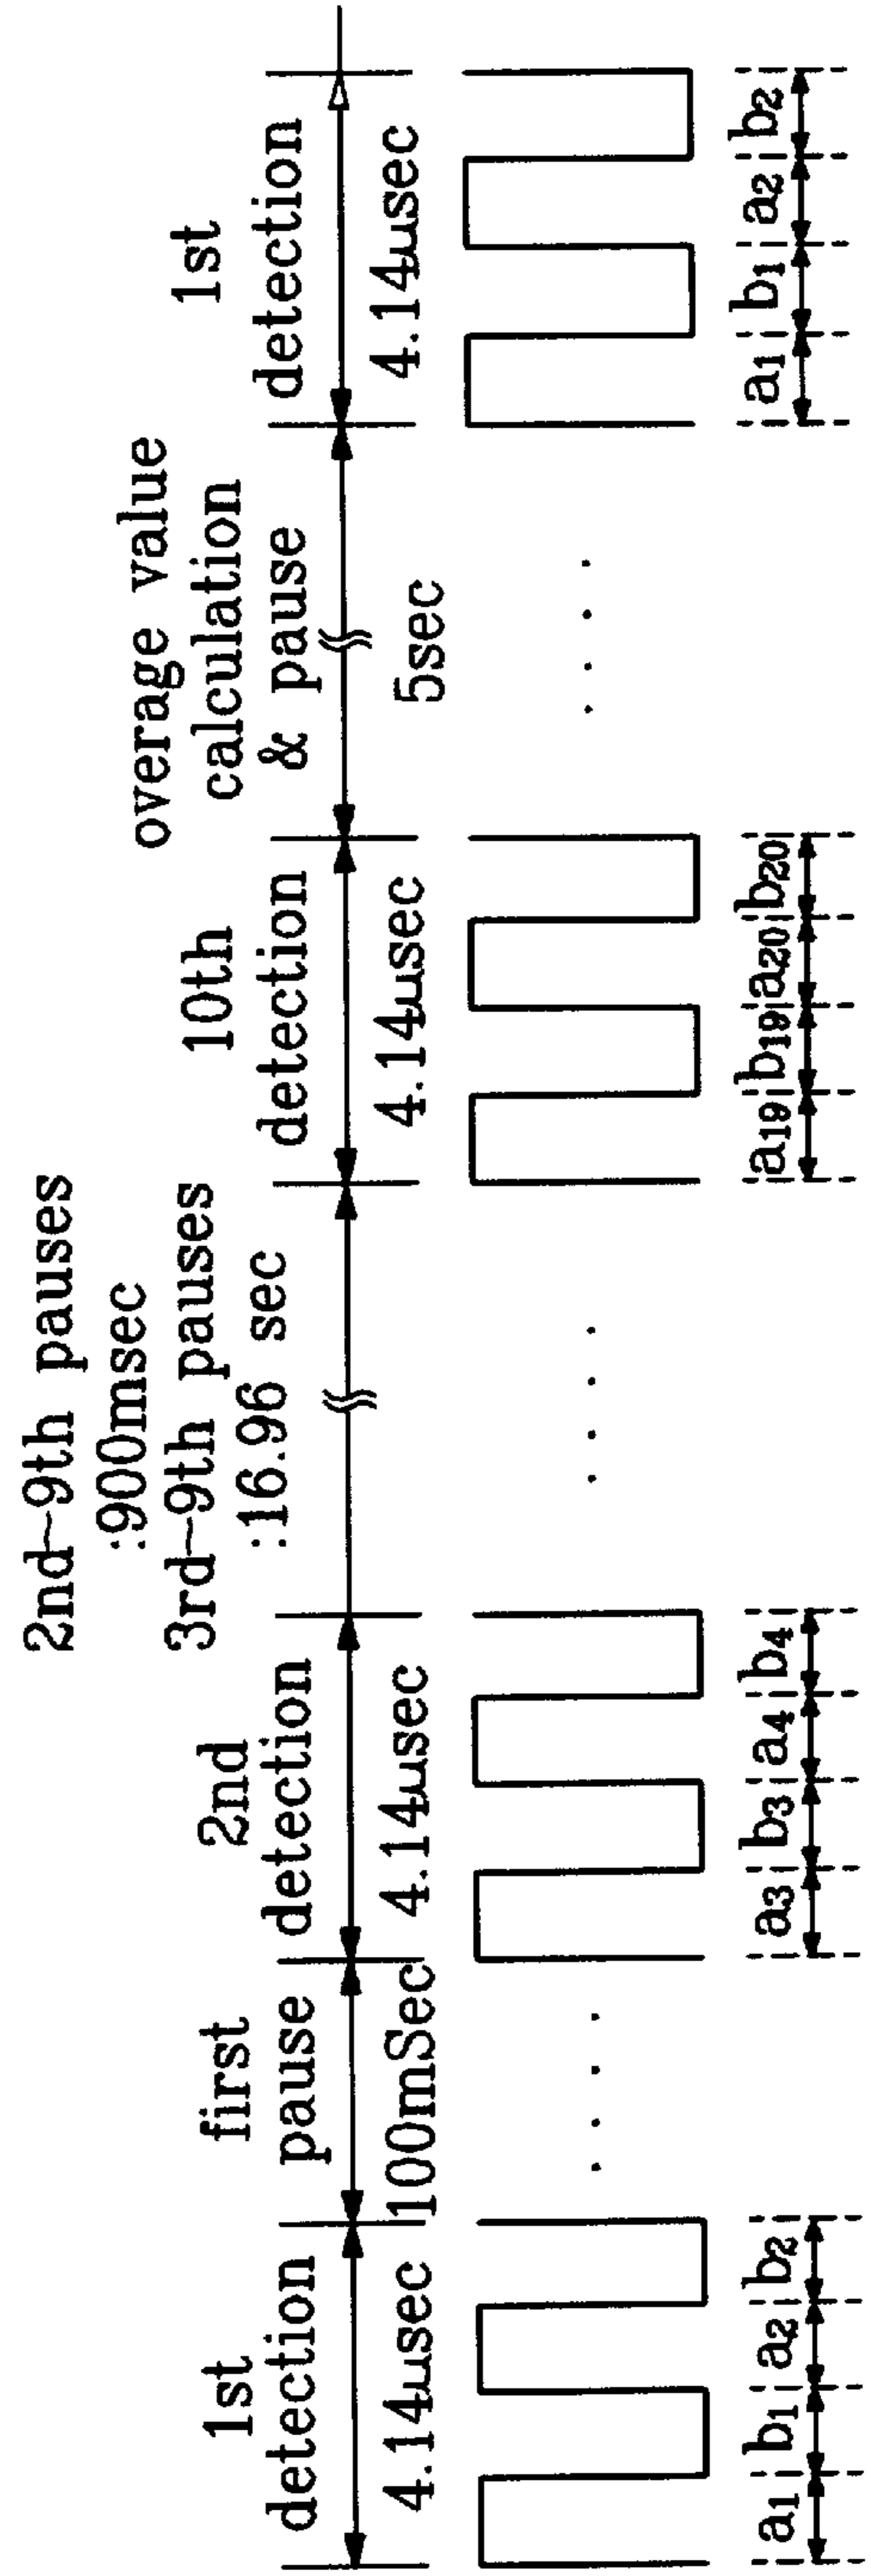 2nd~9th pauses
:900msec
3rd~9th pauses
:16.96 sec
1st
detection
4.14μsec
first
pause
100mSec
2nd
detection
4.14μsec
10th
detection
4.14μsec
overage value
calculation
& pause
5sec
1st
detection
4.14μsec
a1 b1 a2 b2
a3 b3 a4 b4
a19 b19 a20 b20
a1 b1 a2 b2